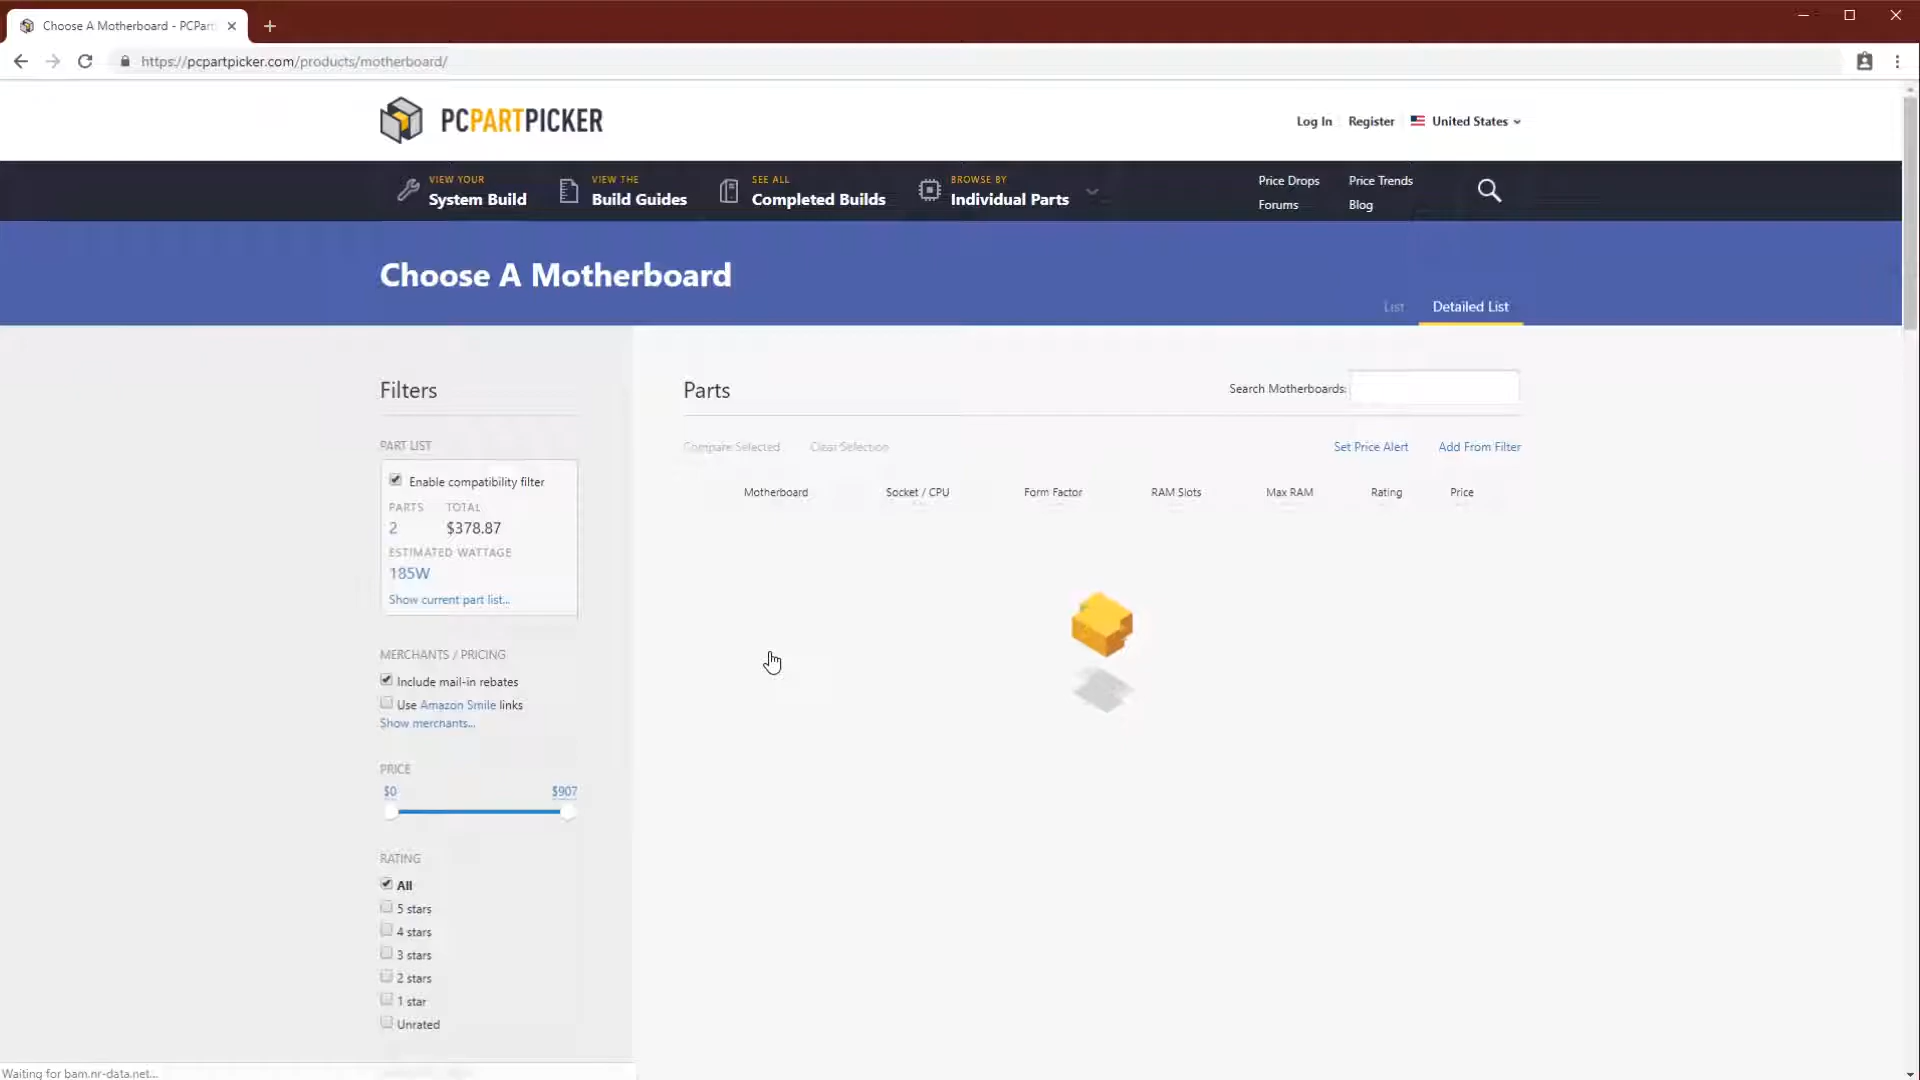 Choose A Motherboard - PCPart
https://pcpartpicker.com/products/motherboard/
PCPARTPICKER
Log In Register United States
VIEW YOUR
System Build
VIEW THE
Build Guides
SEE ALL
Completed Builds
BROWSE BY
Individual Parts
Price Drops Price Trends
Forums Blog
Choose A Motherboard
List Detailed List
Filters
PART LIST
Enable compatibility filter
PARTS TOTAL
2 $378.87
ESTIMATED WATTAGE
185W
Show current part list...
MERCHANTS / PRICING
Include mail-in rebates
Use Amazon Smile links
Show merchants...
PRICE
$0 $907
RATING
All
5 stars
4 stars
3 stars
2 stars
1 star
Unrated
Parts
Search Motherboards:
Compare Selected Clear Selection Set Price Alert Add From Filter
Motherboard Socket / CPU Form Factor RAM Slots Max RAM Rating Price
Waiting for bam.nr-data.net...